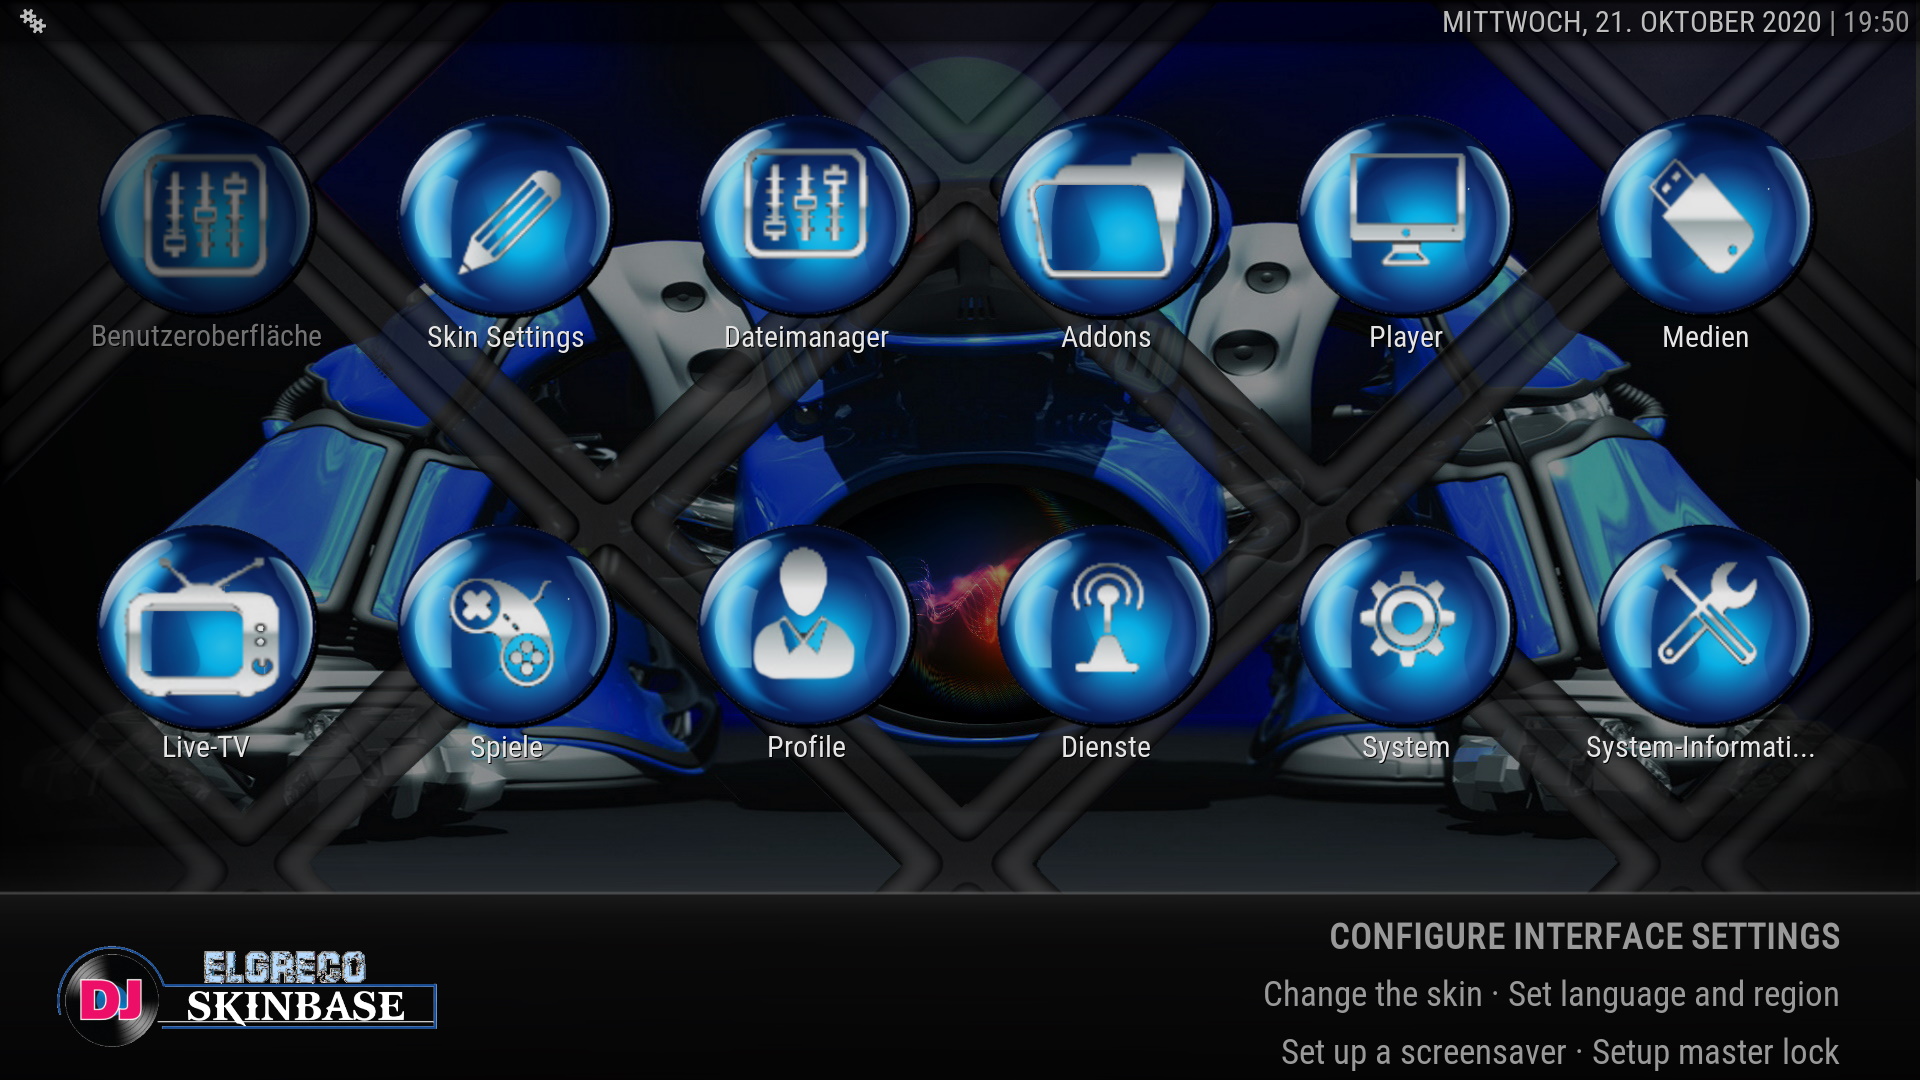 MITTWOCH, 21. OKTOBER 2020 | 19:50
Benutzeroberfläche
Skin Settings
Dateimanager
Addons
Player
Medien
Live-TV
Spiele
Profile
Dienste
System
System-Informati...
CONFIGURE INTERFACE SETTINGS
Change the skin · Set language and region
Set up a screensaver · Setup master lock
DJ
ELGRECO
SKINBASE